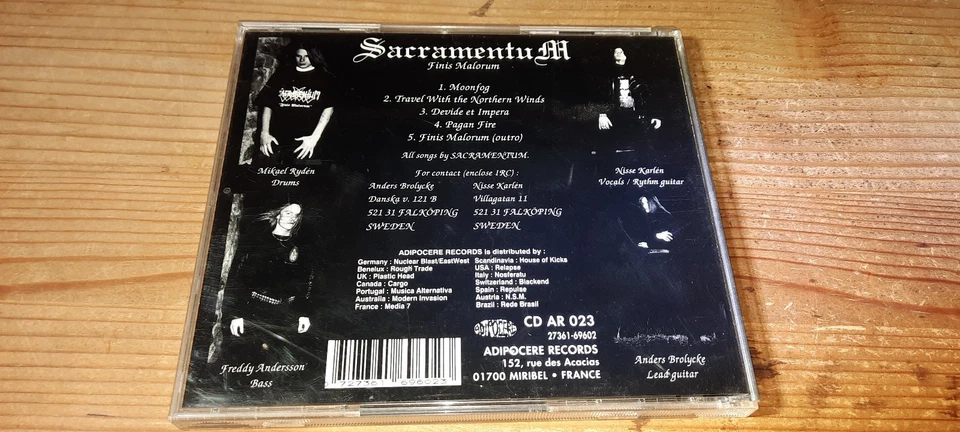 SacramentuM
Finis Malorum
1. Moonfog
2. Travel With the Northern Winds
3. Devide et Impera
4. Pagan Fire
5. Finis Malorum (outro)
All songs by SACRAMENTUM.
For contact (enclose IRC) :
Anders Brolycke
Danska v. 121 B
521 31 FALKÖPING
SWEDEN
Nisse Karlén
Villagatan 11
521 31 FALKÖPING
SWEDEN
Mikael Rydén
Drums
Nisse Karlén
Vocals / Rythm guitar
ADIPOCERE RECORDS is distributed by :
Germany : Nuclear Blast/EastWest
Benelux : Rough Trade
UK : Plastic Head
Canada : Cargo
Portugal : Musica Alternativa
Australia : Modern Invasion
France : Media 7
Scandinavia : House of Kicks
USA : Relapse
Italy : Nosferatu
Switzerland : Blackend
Spain : Repulse
Austria : N.S.M.
Brazil : Rede Brasil
Freddy Andersson
Bass
7 27361 69602 3
ADIPOCERE
CD AR 023
27361-69602
ADIPOCERE RECORDS
152, rue des Acacias
01700 MIRIBEL • FRANCE
Anders Brolycke
Lead guitar